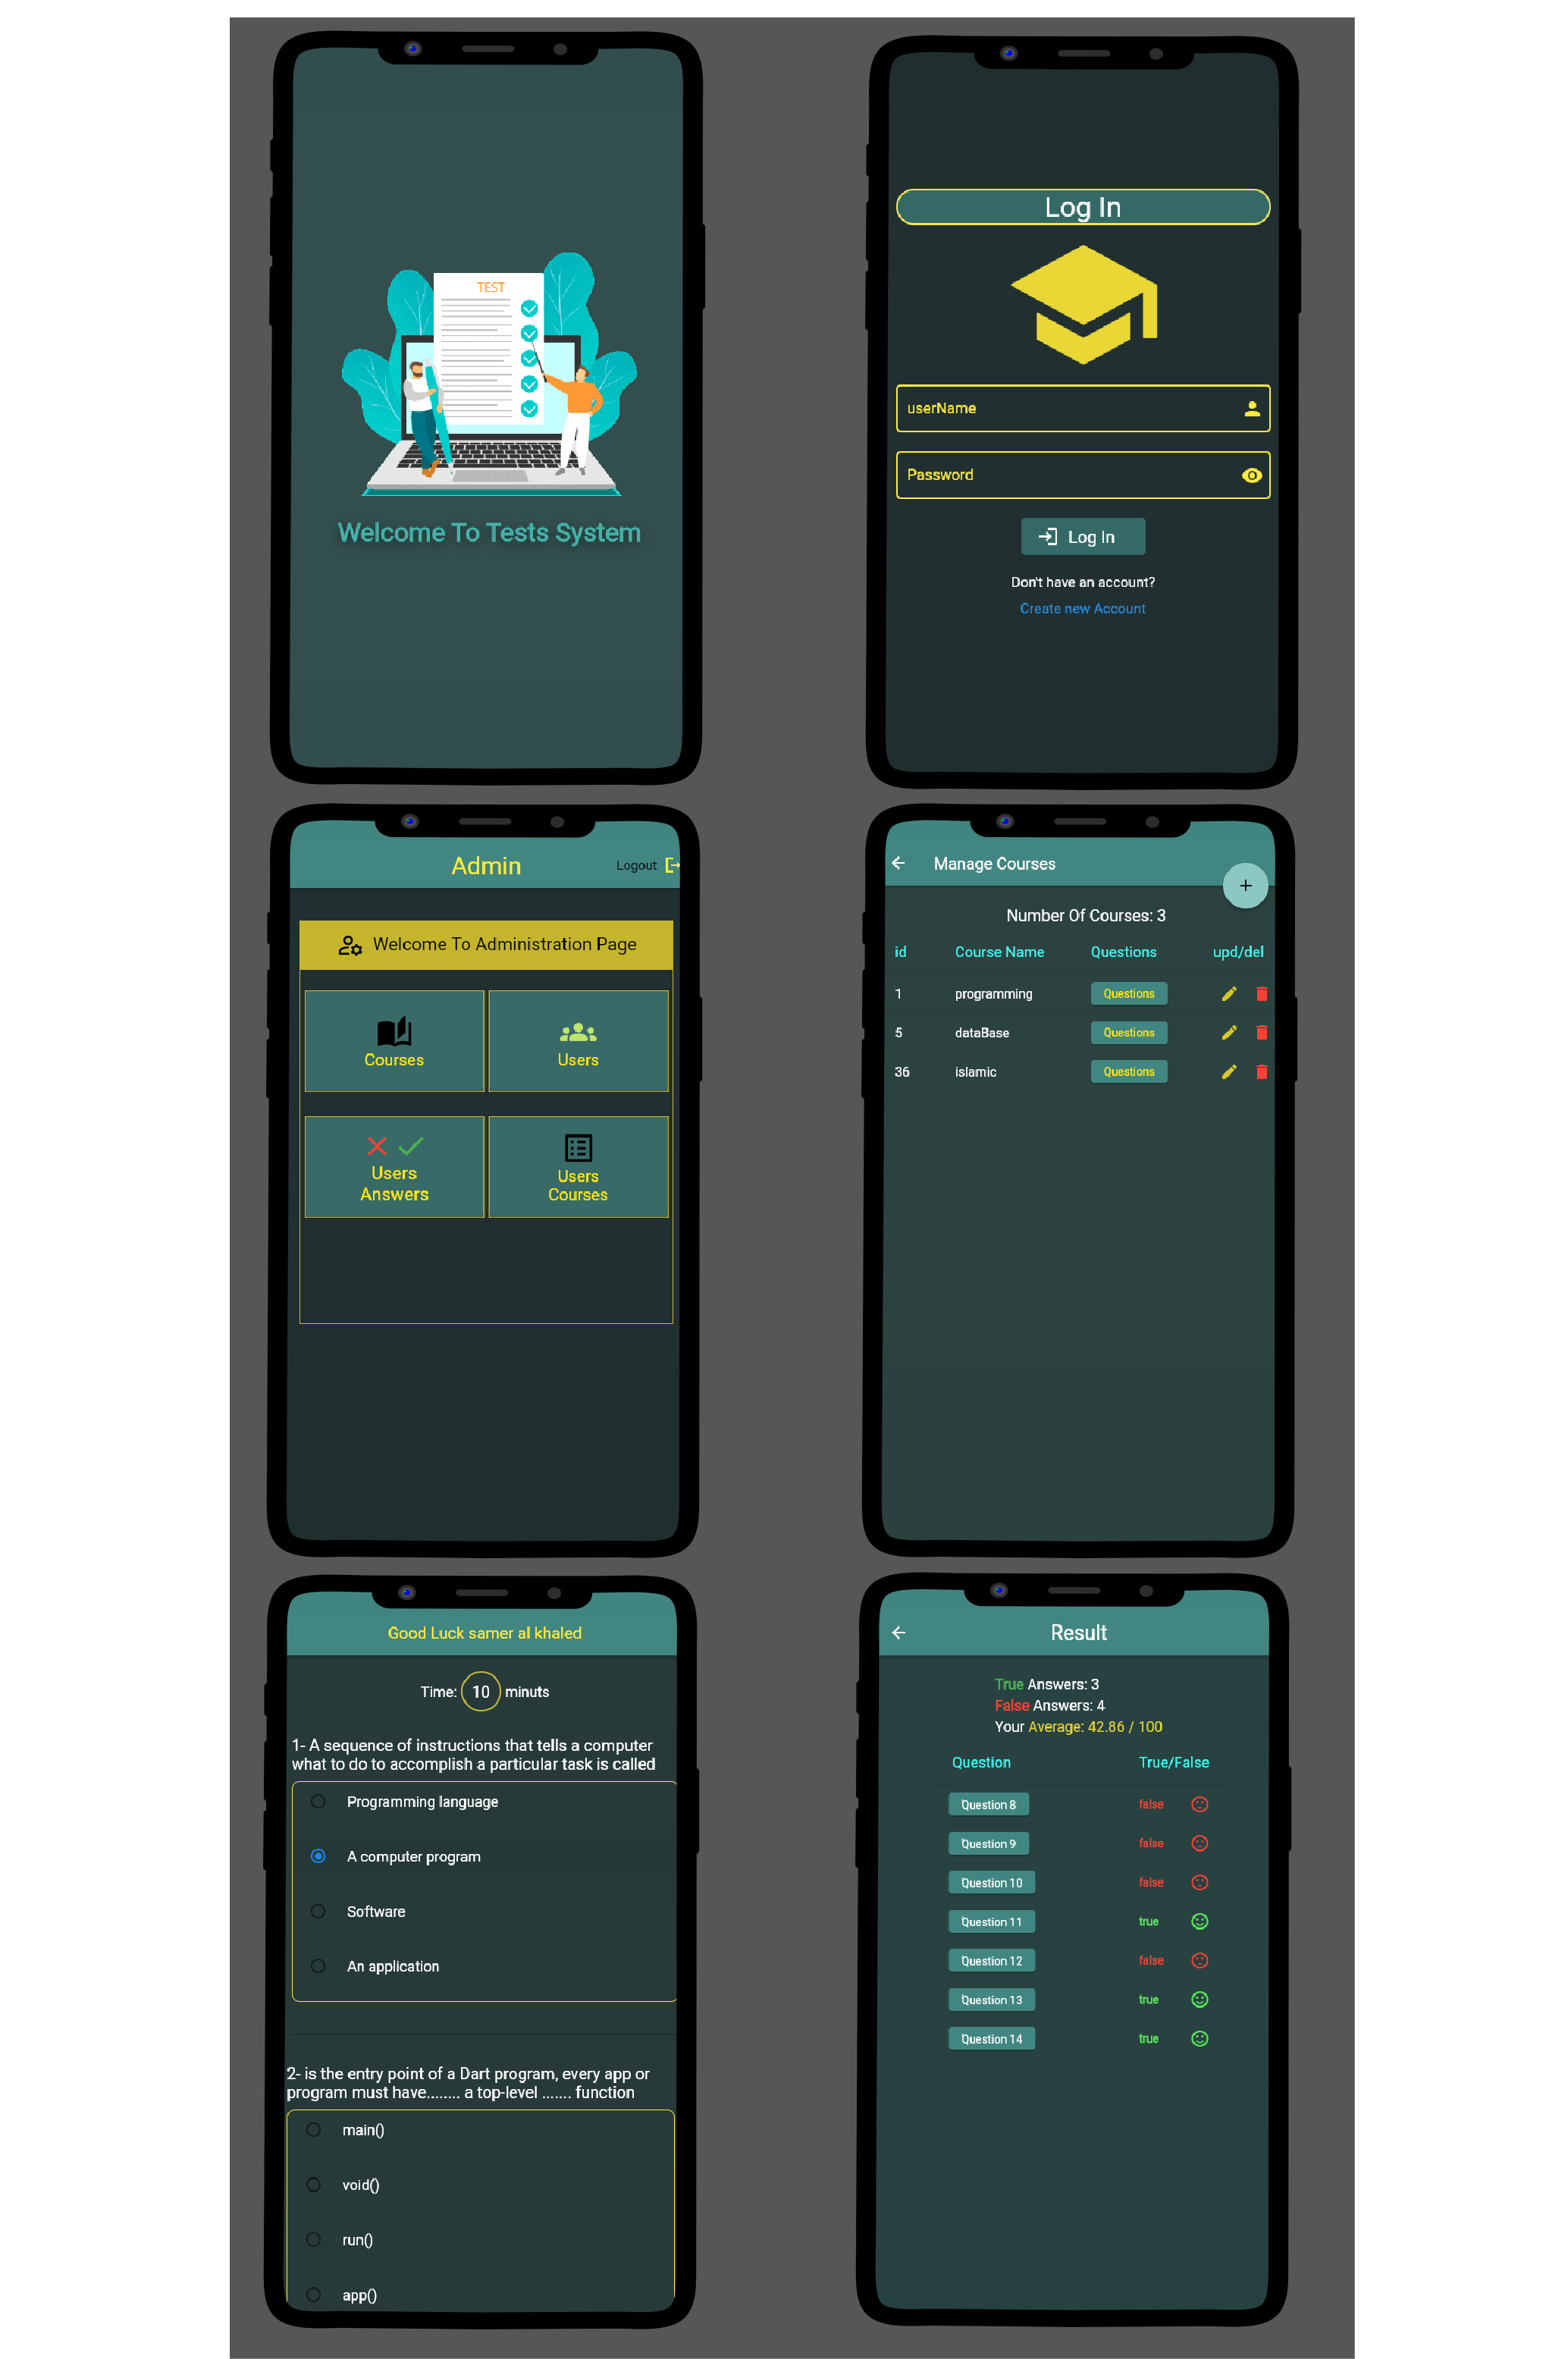 TEST
Welcome To Tests System
Log In
userName
Password
Log In
Don't have an account?
Create new Account
Admin
Logout
Welcome To Administration Page
Courses
Users
Users
Answers
Users
Courses
Manage Courses
+
Number Of Courses: 3
id Course Name Questions upd/del
1 programming Questions
5 dataBase Questions
36 islamic Questions
Good Luck samer al khaled
Time: 10 minuts
1- A sequence of instructions that tells a computer
what to do to accomplish a particular task is called
Programming language
A computer program
Software
An application
2- is the entry point of a Dart program, every app or
program must have........ a top-level ....... function
main()
void()
run()
app()
Result
True Answers: 3
False Answers: 4
Your Average: 42.86 / 100
Question True/False
Question 8 false
Question 9 false
Question 10 false
Question 11 true
Question 12 false
Question 13 true
Question 14 true